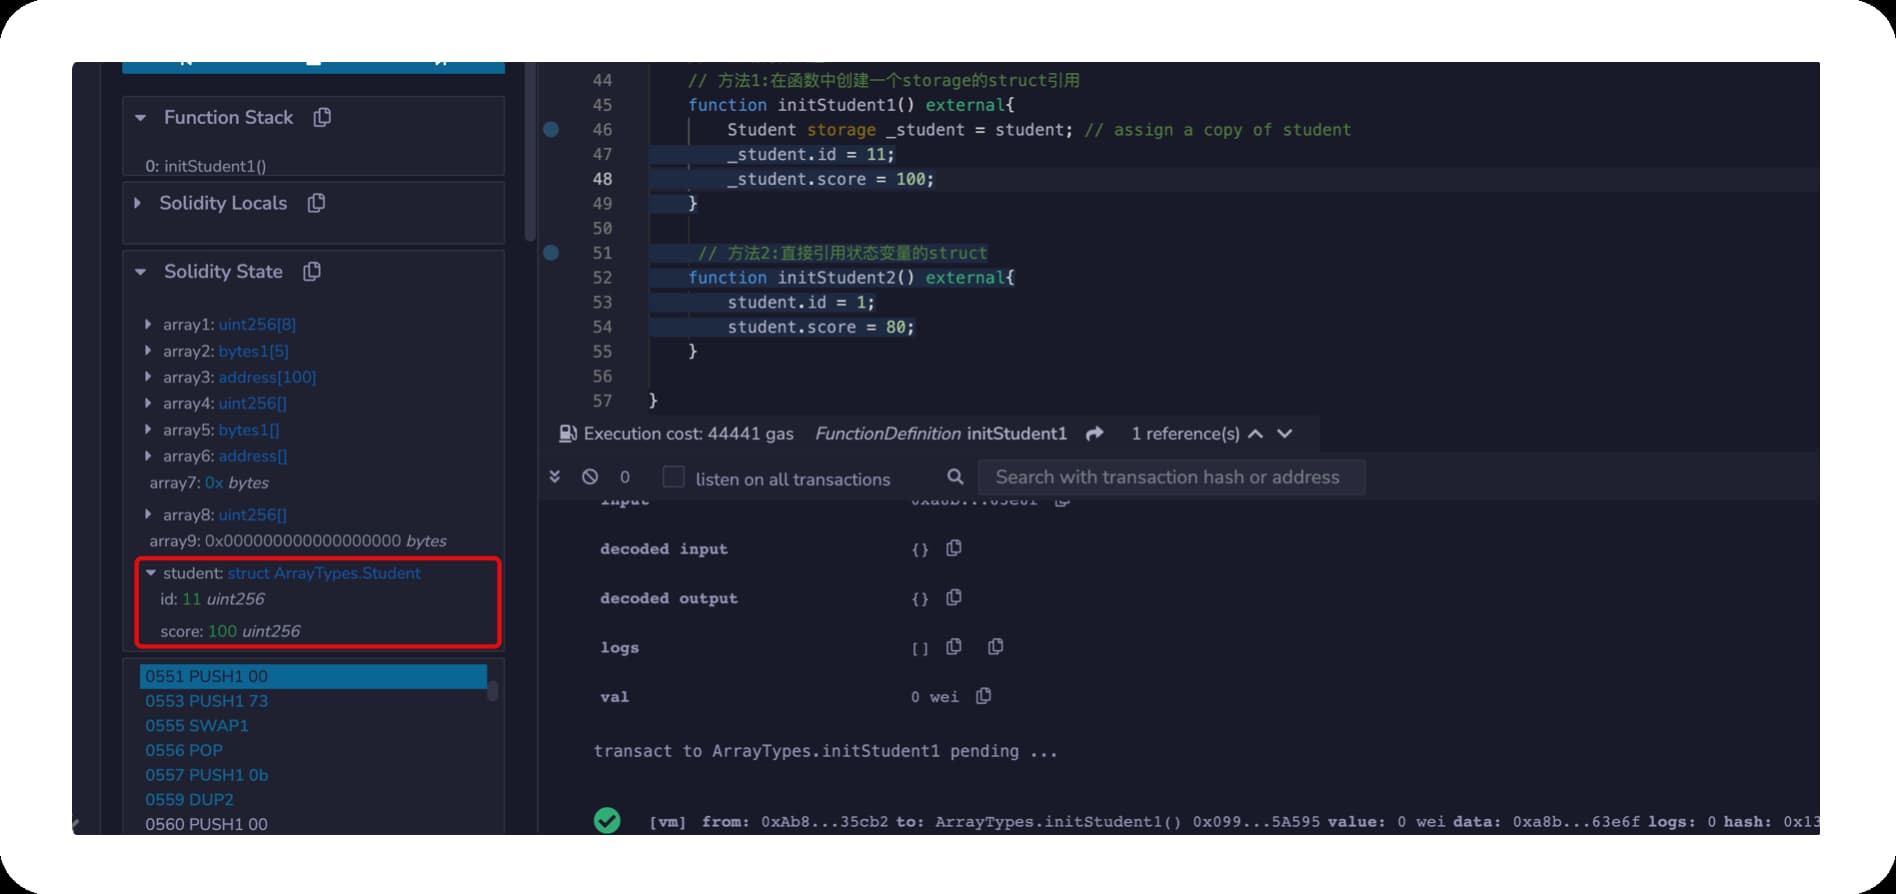 Function Stack
0: initStudent1()
Solidity Locals
Solidity State
array1: uint256[8]
array2: bytes1[5]
array3: address[100]
array4: uint256[]
array5: bytes1[]
array6: address[]
array7: 0x bytes
array8: uint256[]
array9: 0x000000000000000000 bytes
student: struct ArrayTypes.Student
id: 11 uint256
score: 100 uint256
0551 PUSH1 00
0553 PUSH1 73
0555 SWAP1
0556 POP
0557 PUSH1 0b
0559 DUP2
0560 PUSH1 00
44 // 方法1:在函数中创建一个storage的struct引用
45 function initStudent1() external{
46 Student storage _student = student; // assign a copy of student
47 _student.id = 11;
48 _student.score = 100;
49 }
50
51 // 方法2:直接引用状态变量的struct
52 function initStudent2() external{
53 student.id = 1;
54 student.score = 80;
55 }
56
57 }
Execution cost: 44441 gas FunctionDefinition initStudent1 1 reference(s)
0 listen on all transactions Search with transaction hash or address
input 0xa8b...63e6f
decoded input {}
decoded output {}
logs []
val 0 wei
transact to ArrayTypes.initStudent1 pending ...
[vm] from: 0xAb8...35cb2 to: ArrayTypes.initStudent1() 0x099...5A595 value: 0 wei data: 0xa8b...63e6f logs: 0 hash: 0x13